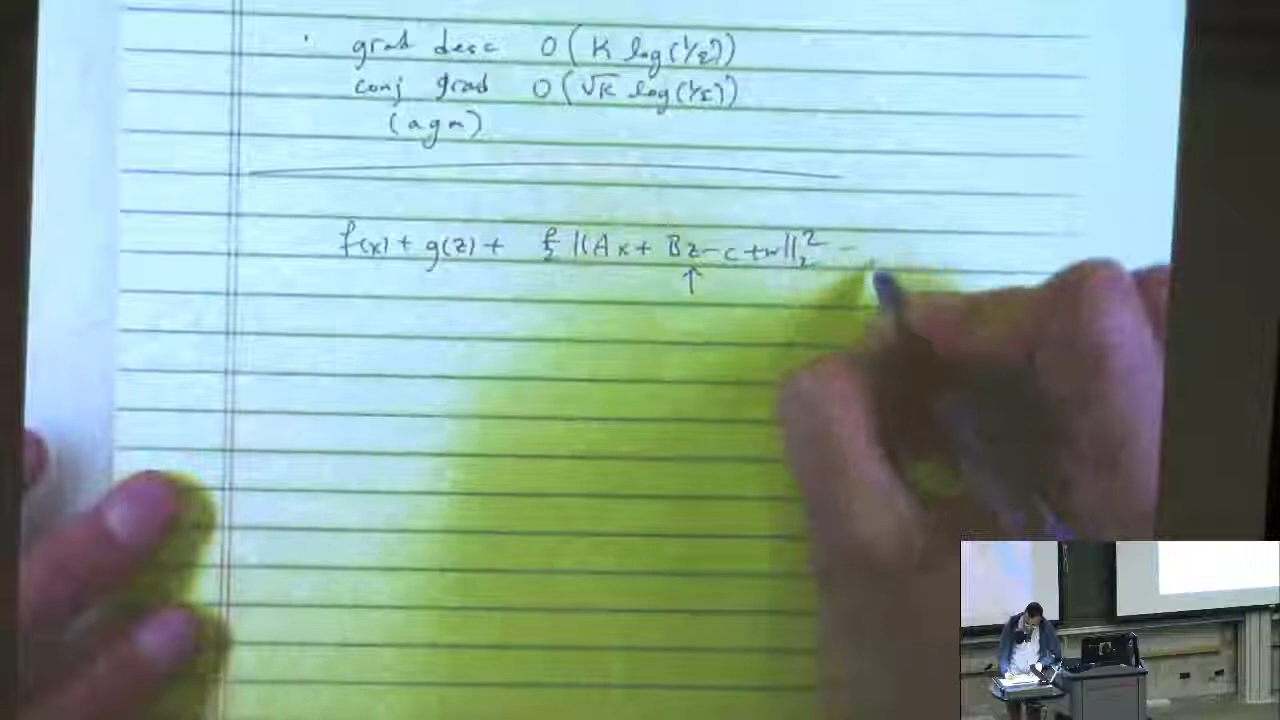 grad desc O(K log(1/ε))
conj grad O(√K log(1/ε))
(agm)
f(x) + g(z) + ρ/2 ||Ax + Bz - c + w||₂² -
↑